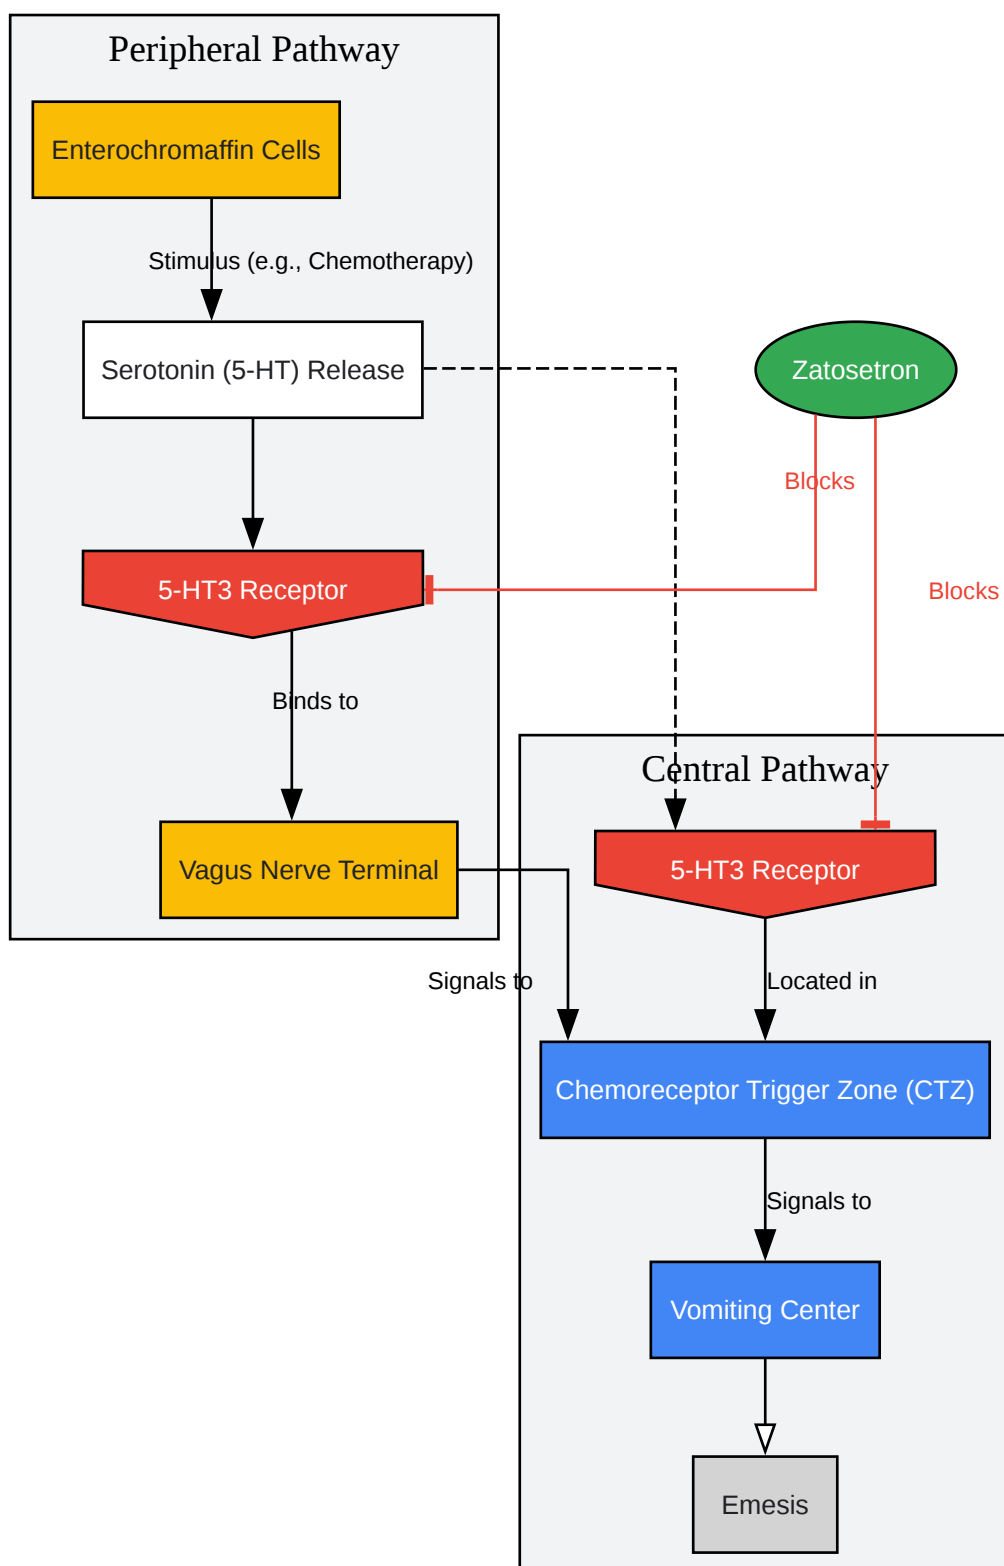 Peripheral Pathway
Enterochromaffin Cells
Stimulus (e.g., Chemotherapy)
Serotonin (5-HT) Release
Zatosetron
Blocks
5-HT3 Receptor
Blocks
Binds to
Central Pathway
Vagus Nerve Terminal
5-HT3 Receptor
Signals to
Located in
Chemoreceptor Trigger Zone (CTZ)
Signals to
Vomiting Center
Emesis